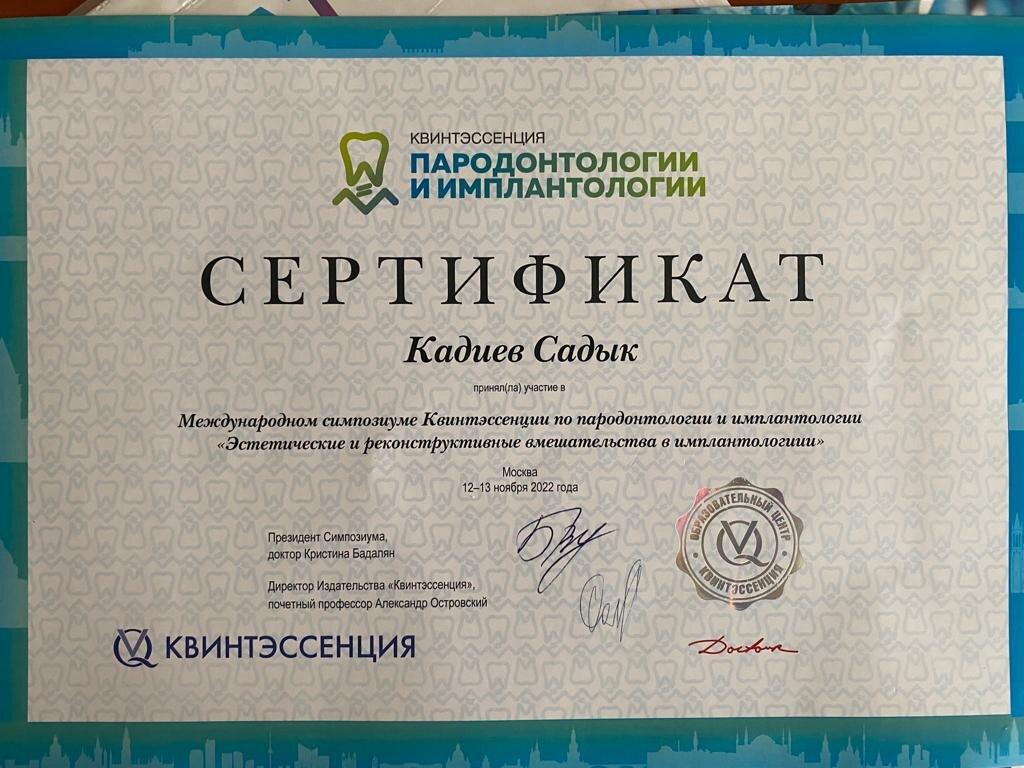 КВИНТЭССЕНЦИЯ
ПАРОДОНТОЛОГИИ
И ИМПЛАНТОЛОГИИ
СЕРТИФИКАТ
Кадиев Садык
принял(ла) участие в
Международном симпозиуме Квинтэссенции по пародонтологии и имплантологии
«Эстетические и реконструктивные вмешательства в имплантологиии»
Москва
12–13 ноября 2022 года
Президент Симпозиума,
доктор Кристина Бадалян
Директор Издательства «Квинтэссенция»,
почетный профессор Александр Островский
КВИНТЭССЕНЦИЯ
ОБРАЗОВАТЕЛЬНЫЙ ЦЕНТР
КВИНТЭССЕНЦИЯ